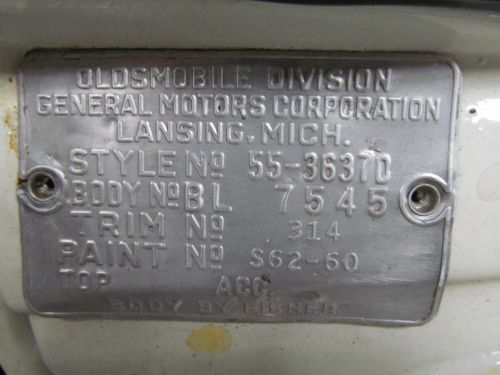 OLDSMOBILE DIVISION
GENERAL MOTORS CORPORATION
LANSING, MICH.
STYLE No 55-3637D
BODY No BL 7545
TRIM No 314
PAINT No S62-60
TOP ACC.
BODY BY FISHER